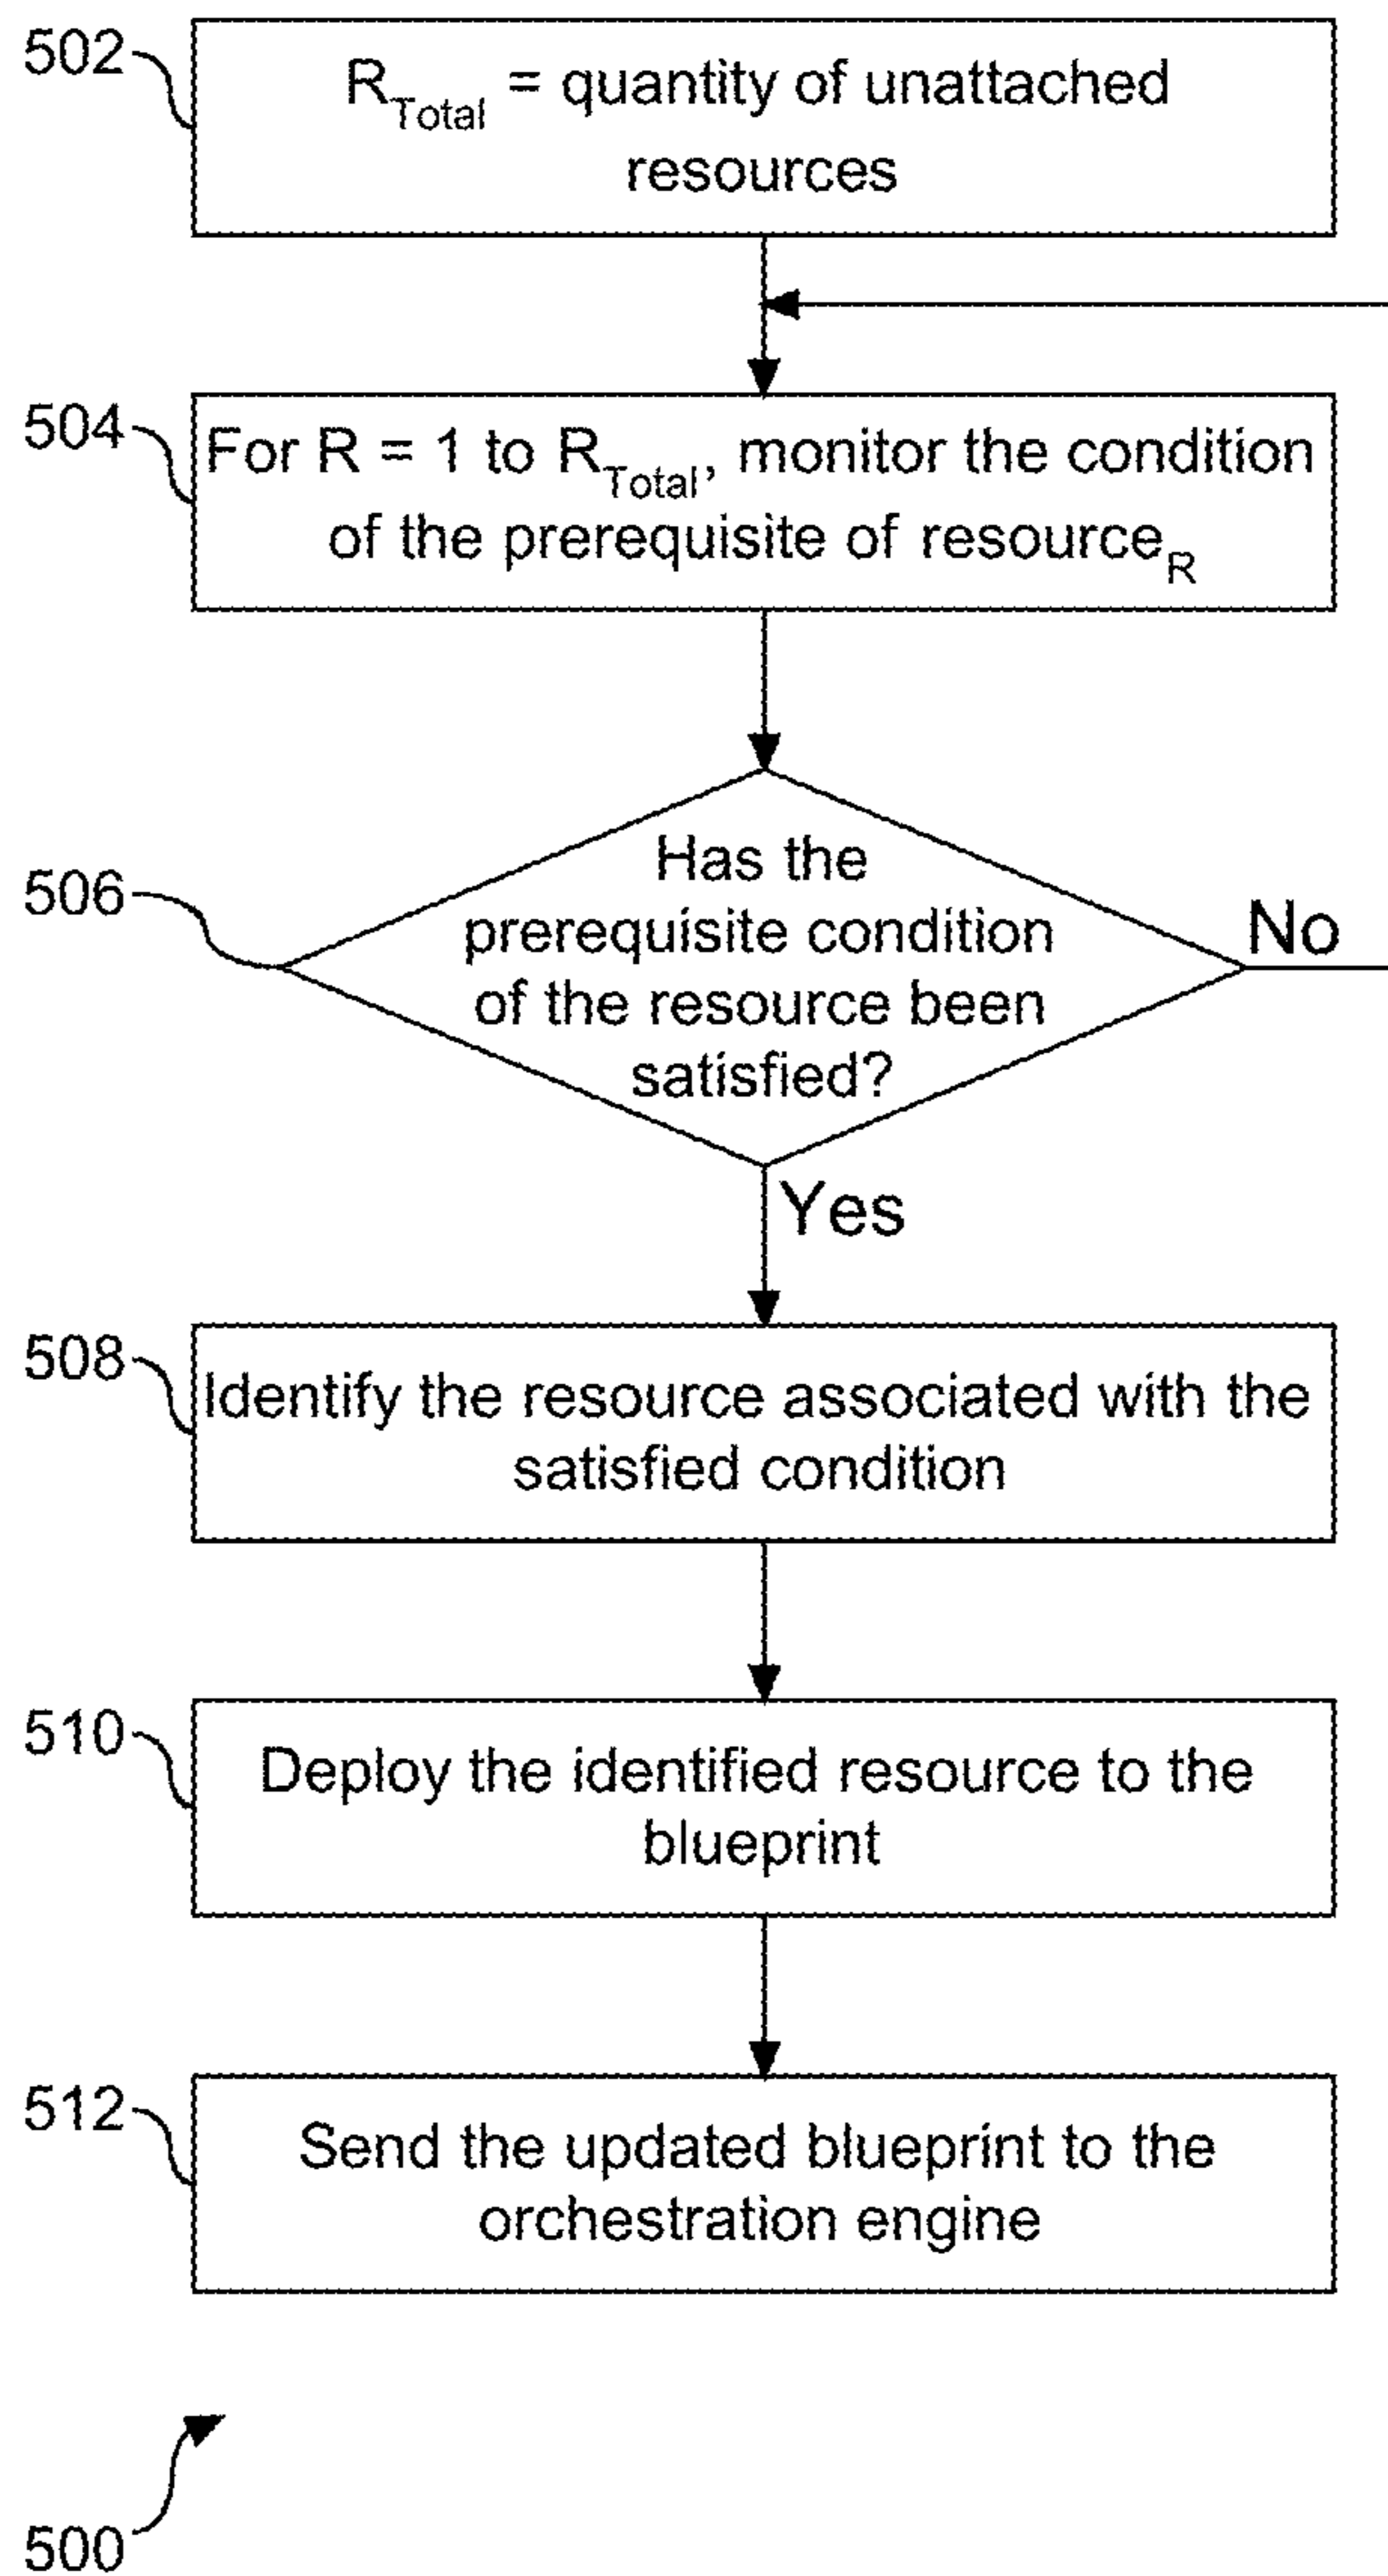 502
R_Total = quantity of unattached
resources
504
For R = 1 to R_Total, monitor the condition
of the prerequisite of resource_R
506
Has the
prerequisite condition
of the resource been
satisfied?
No
Yes
508
Identify the resource associated with the
satisfied condition
510
Deploy the identified resource to the
blueprint
512
Send the updated blueprint to the
orchestration engine
500